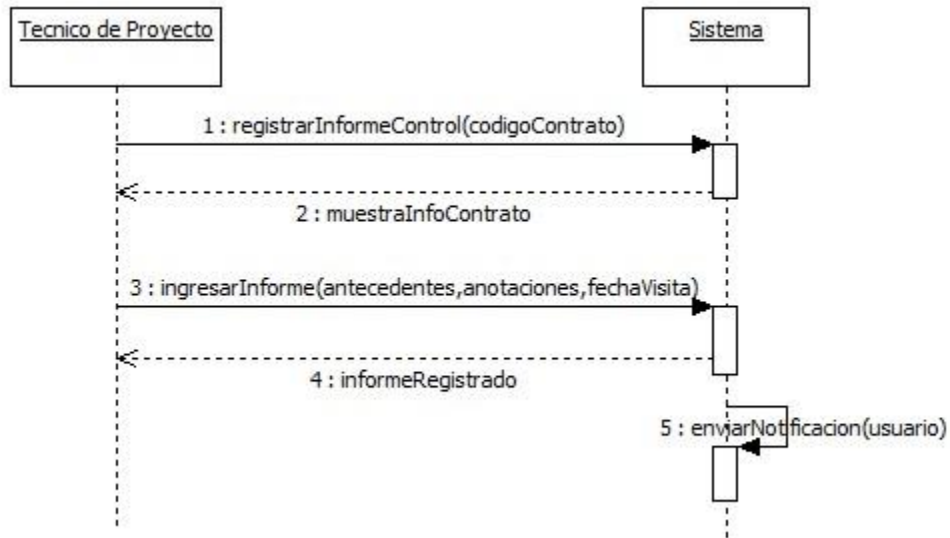 Tecnico de Proyecto
Sistema
1 : registrarInformeControl(codigoContrato)
2 : muestraInfoContrato
3 : ingresarInforme(antecedentes,anotaciones,fechaVisita)
4 : informeRegistrado
5 : enviarNotificacion(usuario)